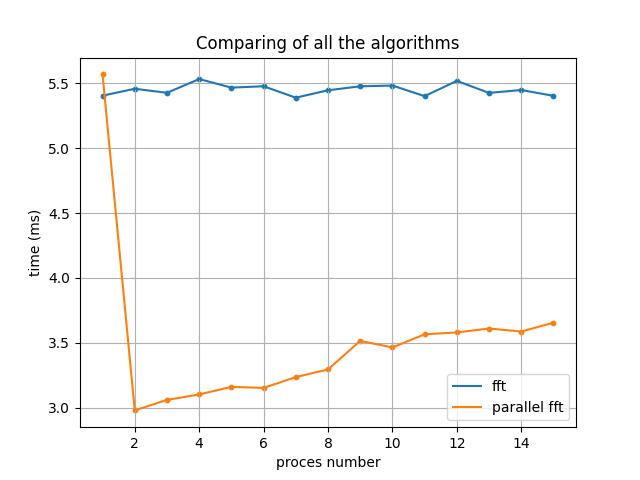 Comparing of all the algorithms
5.5
5.0
4.5
4.0
3.5
3.0
time (ms)
fft
parallel fft
2 4 6 8 10 12 14
proces number